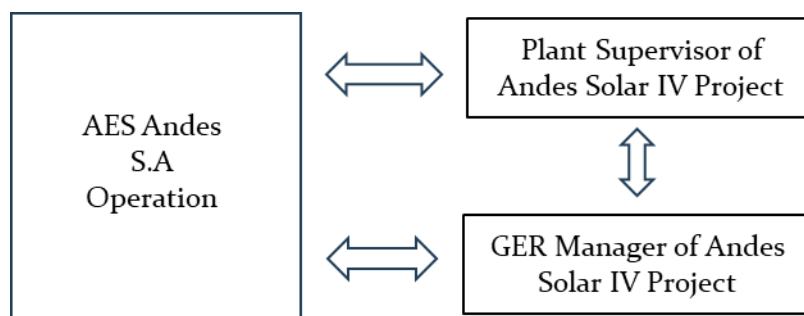 AES Andes
S.A
Operation
Plant Supervisor of
Andes Solar IV Project
GER Manager of Andes
Solar IV Project